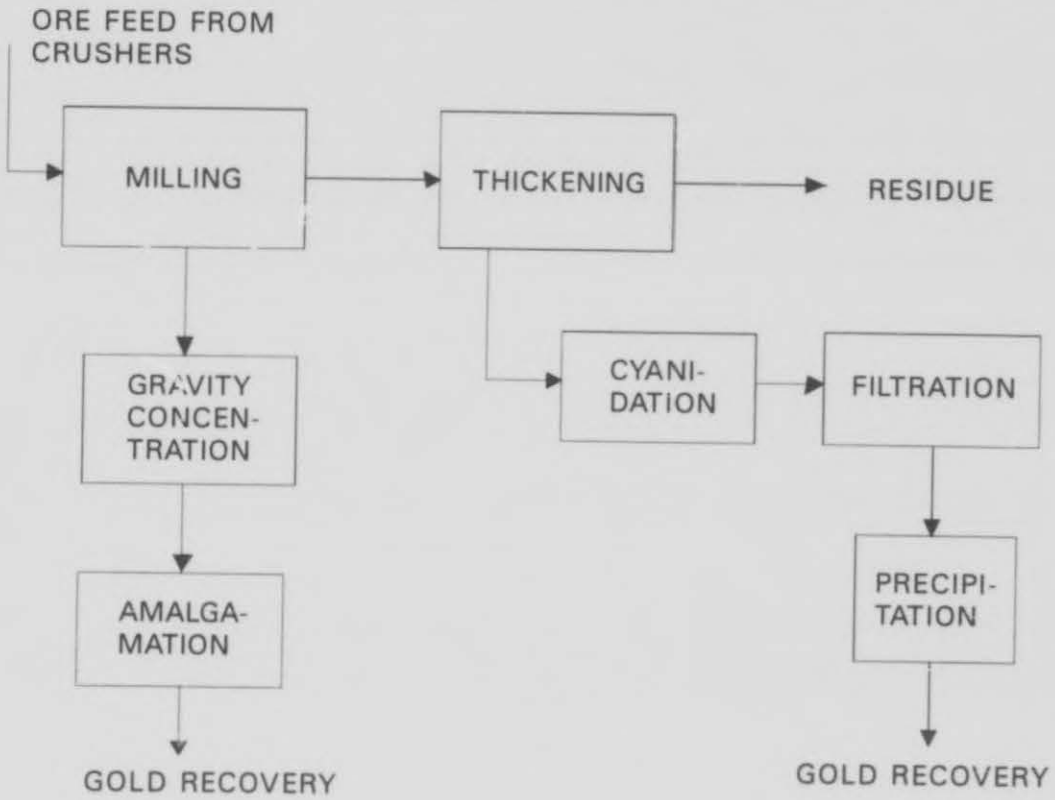 ORE FEED FROM
CRUSHERS
MILLING
THICKENING
RESIDUE
GRAVITY
CONCEN-
TRATION
CYANI-
DATION
FILTRATION
AMALGA-
MATION
PRECIPI-
TATION
GOLD RECOVERY
GOLD RECOVERY